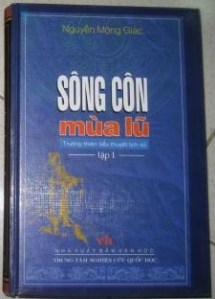 Nguyễn Mộng Giác
SÔNG CÔN
mùa lũ
Trường thiên tiểu thuyết lịch sử
tập 1
VH
NHÀ XUẤT BẢN VĂN HỌC
TRUNG TÂM NGHIÊN CỨU QUỐC HỌC